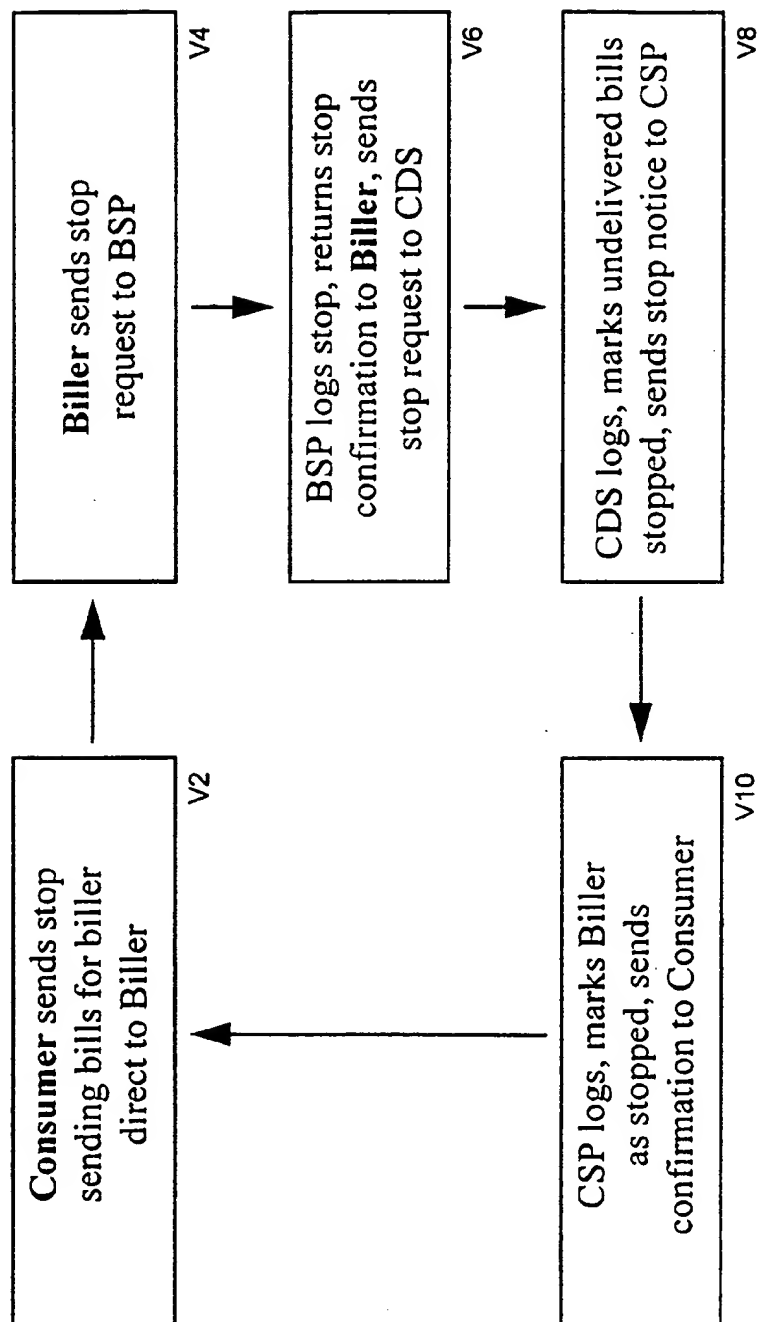 Consumer sends stop
sending bills for biller
direct to Biller
V2
Biller sends stop
request to BSP
V4
BSP logs stop, returns stop
confirmation to Biller, sends
stop request to CDS
V6
CDS logs, marks undelivered bills
stopped, sends stop notice to CSP
V8
CSP logs, marks Biller
as stopped, sends
confirmation to Consumer
V10